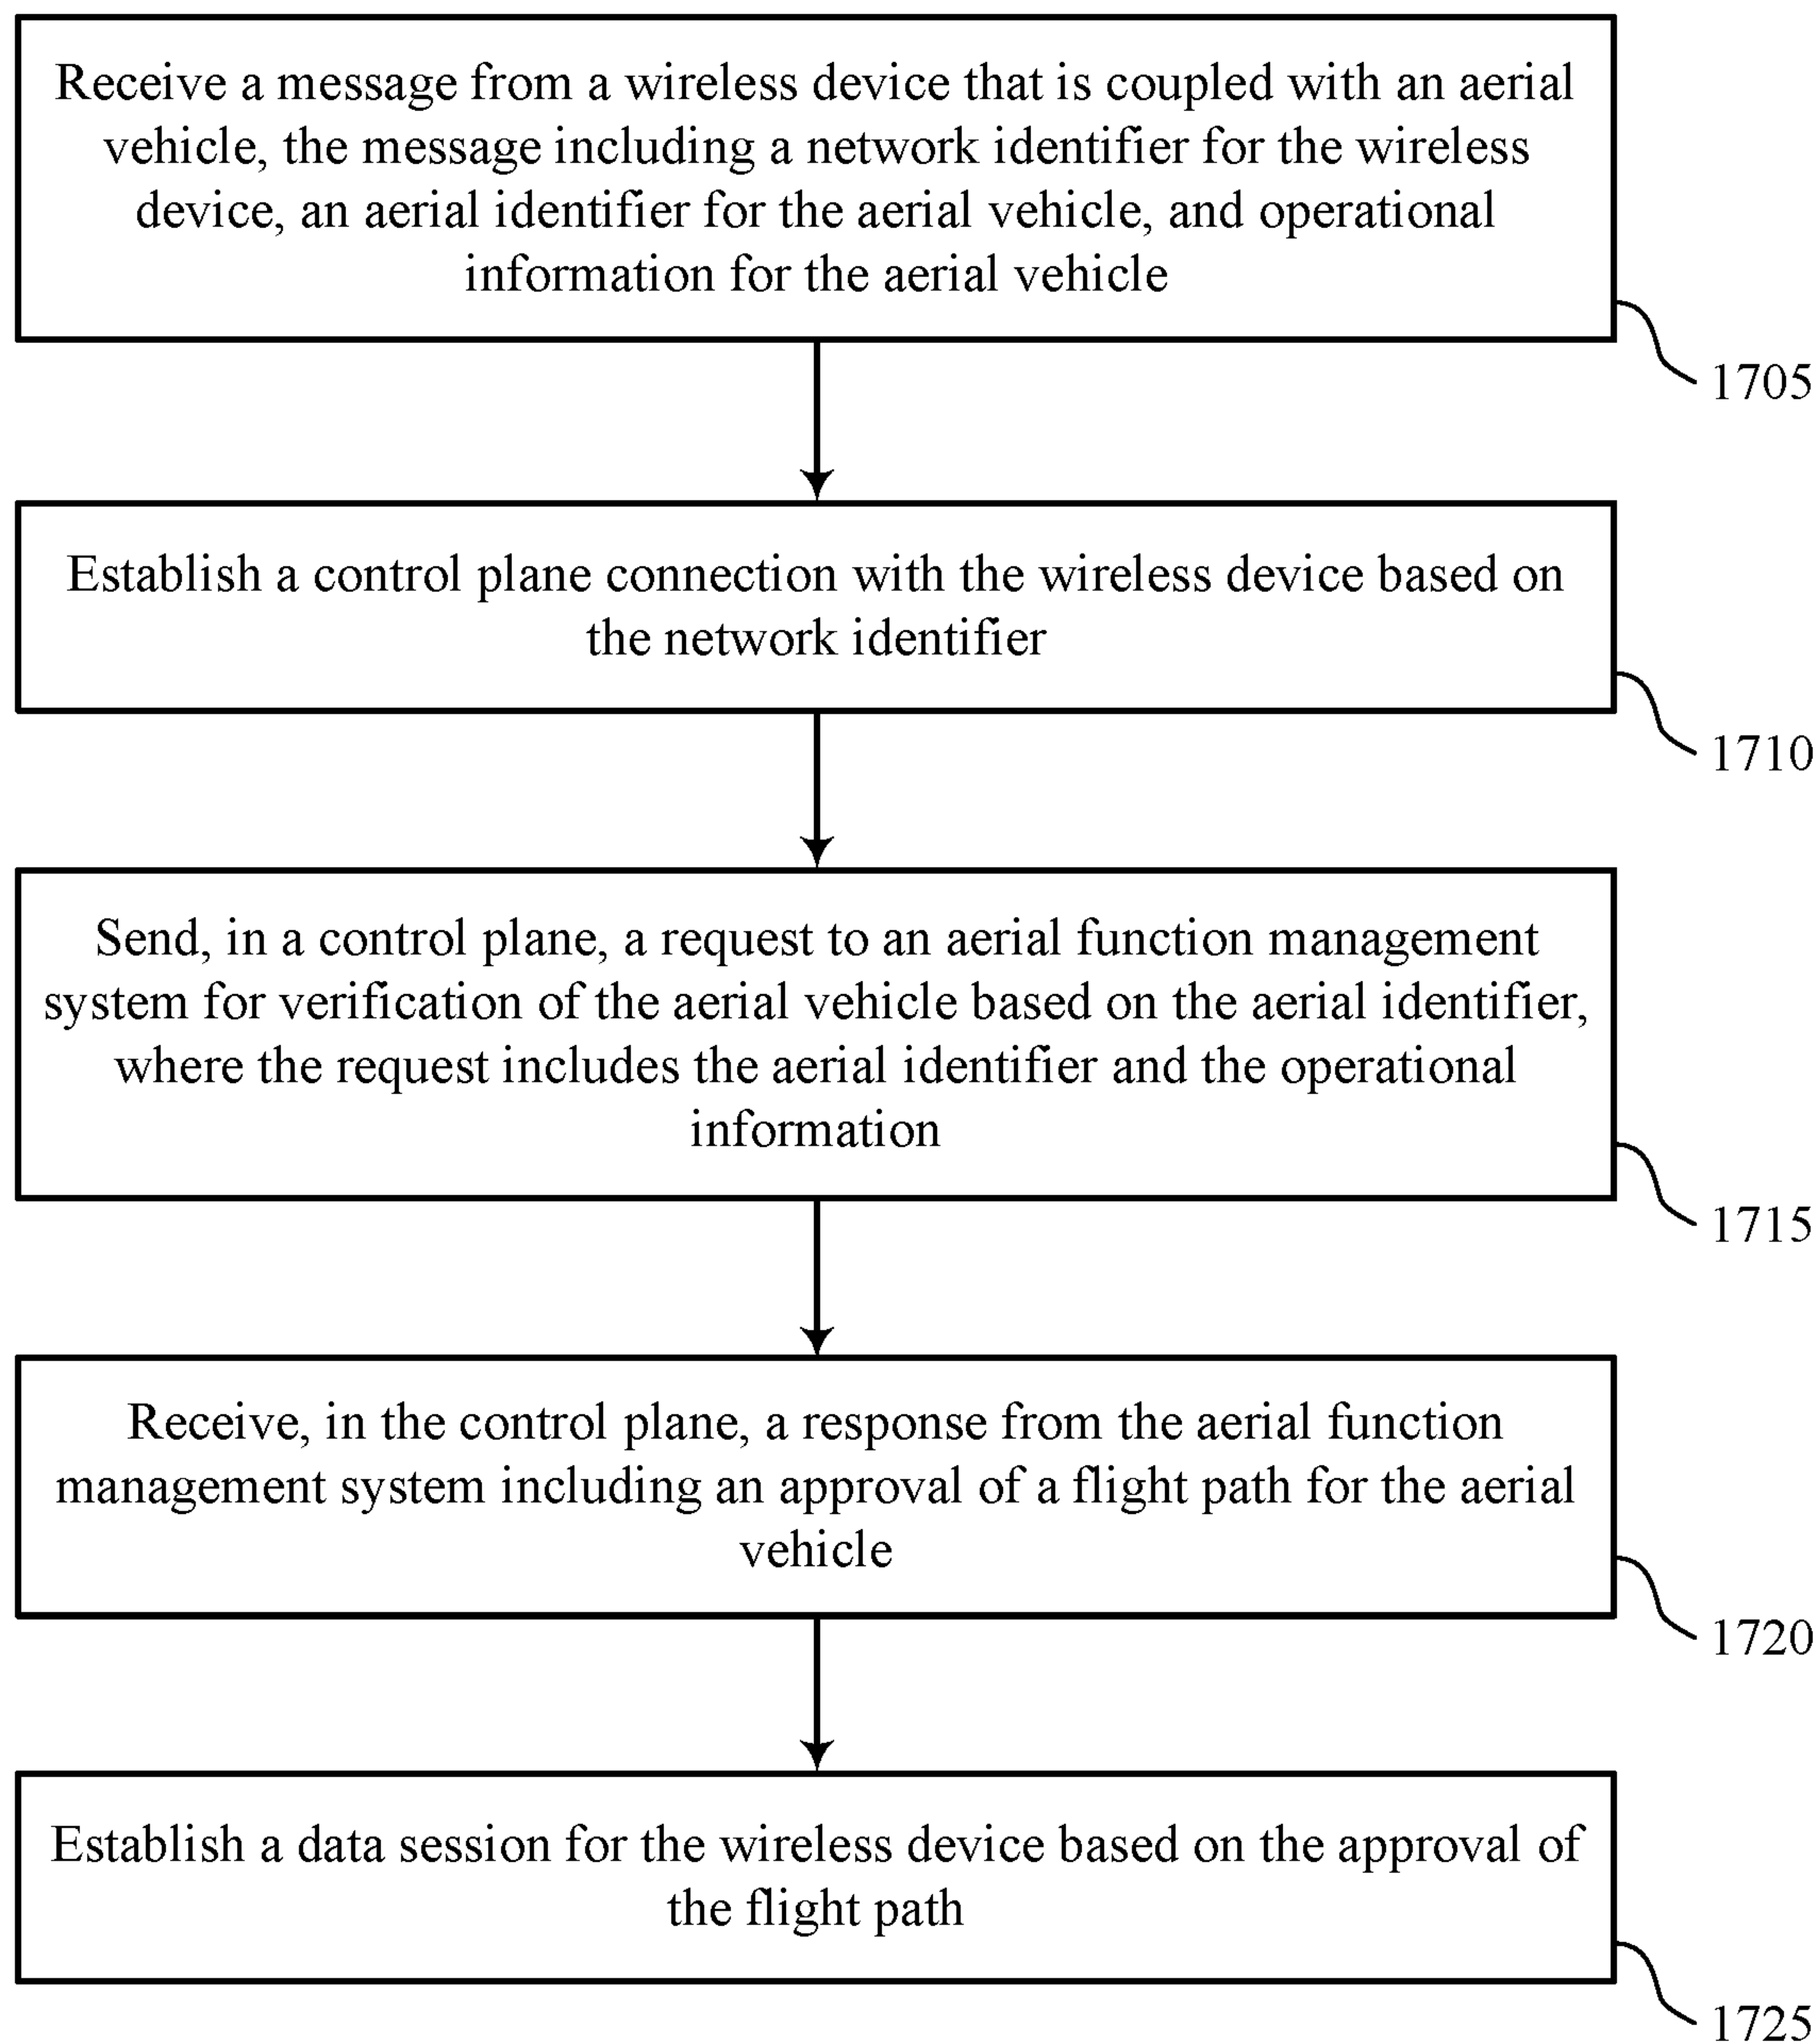 Receive a message from a wireless device that is coupled with an aerial
vehicle, the message including a network identifier for the wireless
device, an aerial identifier for the aerial vehicle, and operational
information for the aerial vehicle
1705
Establish a control plane connection with the wireless device based on
the network identifier
1710
Send, in a control plane, a request to an aerial function management
system for verification of the aerial vehicle based on the aerial identifier,
where the request includes the aerial identifier and the operational
information
1715
Receive, in the control plane, a response from the aerial function
management system including an approval of a flight path for the aerial
vehicle
1720
Establish a data session for the wireless device based on the approval of
the flight path
1725